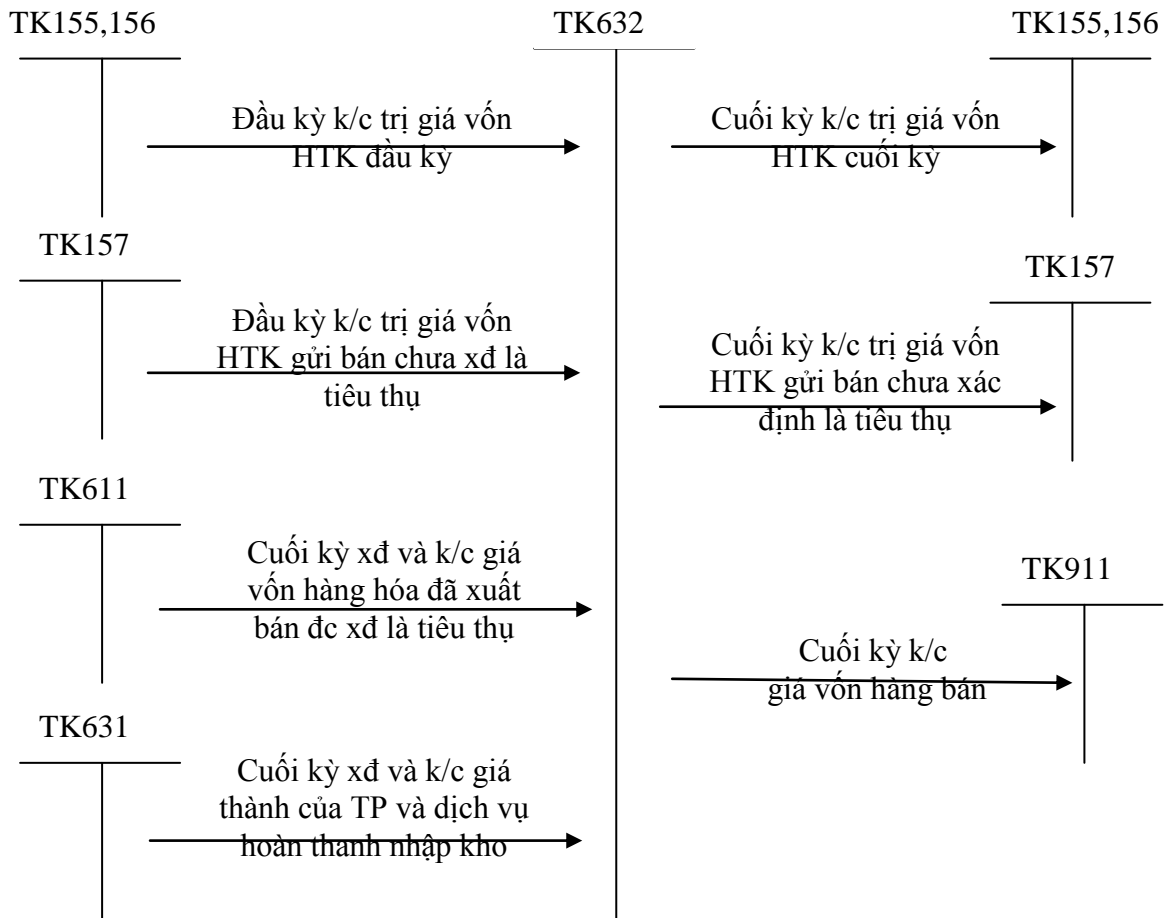 TK155,156
TK632
TK155,156
Đầu kỳ k/c trị giá vốn
HTK đầu kỳ
Cuối kỳ k/c trị giá vốn
HTK cuối kỳ
TK157
TK157
Đầu kỳ k/c trị giá vốn
HTK gửi bán chưa xđ là
tiêu thụ
Cuối kỳ k/c trị giá vốn
HTK gửi bán chưa xác
định là tiêu thụ
TK611
Cuối kỳ xđ và k/c giá
vốn hàng hóa đã xuất
bán đc xđ là tiêu thụ
TK911
Cuối kỳ k/c
giá vốn hàng bán
TK631
Cuối kỳ xđ và k/c giá
thành của TP và dịch vụ
hoàn thanh nhập kho